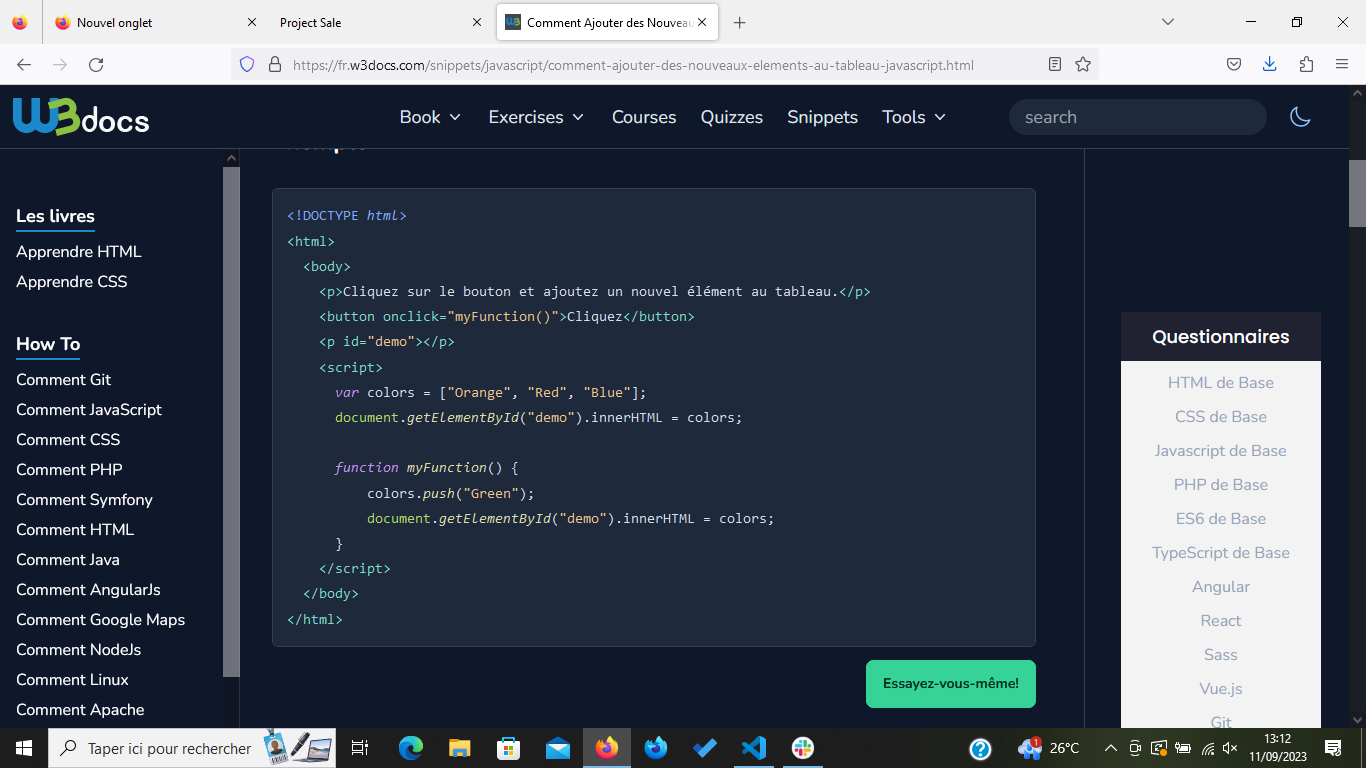 Nouvel onglet
Project Sale
Comment Ajouter des Nouveau
https://fr.w3docs.com/snippets/javascript/comment-ajouter-des-nouveaux-elements-au-tableau-javascript.html
W3docs
Book
Exercises
Courses
Quizzes
Snippets
Tools
search
Les livres
Apprendre HTML
Apprendre CSS
How To
Comment Git
Comment JavaScript
Comment CSS
Comment PHP
Comment Symfony
Comment HTML
Comment Java
Comment AngularJs
Comment Google Maps
Comment NodeJs
Comment Linux
Comment Apache
<!DOCTYPE html>
<html>
  <body>
    <p>Cliquez sur le bouton et ajoutez un nouvel élément au tableau.</p>
    <button onclick="myFunction()">Cliquez</button>
    <p id="demo"></p>
    <script>
      var colors = ["Orange", "Red", "Blue"];
      document.getElementById("demo").innerHTML = colors;
      function myFunction() {
          colors.push("Green");
          document.getElementById("demo").innerHTML = colors;
      }
    </script>
  </body>
</html>
Essayez-vous-même!
Questionnaires
HTML de Base
CSS de Base
Javascript de Base
PHP de Base
ES6 de Base
TypeScript de Base
Angular
React
Sass
Vue.js
Git
Taper ici pour rechercher
1
26°C
13:12
11/09/2023